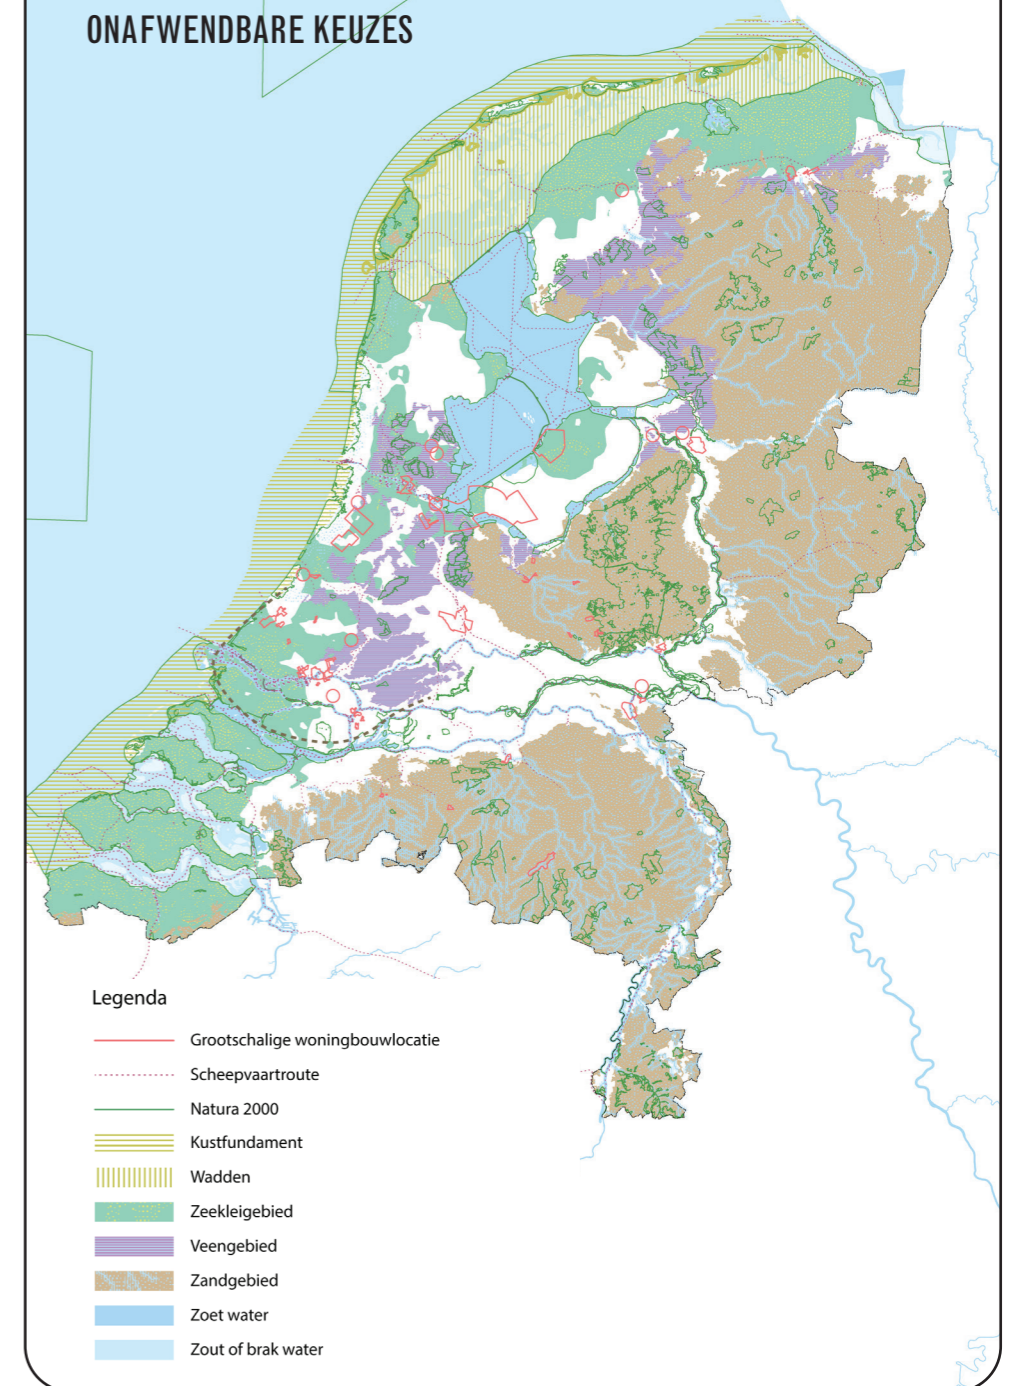 ONAFWENDBARE KEUZES
Legenda
Grootschalige woningbouwlocatie
Scheepvaartroute
Natura 2000
Kustfundament
Wadden
Zeekleigebied
Veengebied
Zandgebied
Zoet water
Zout of brak water